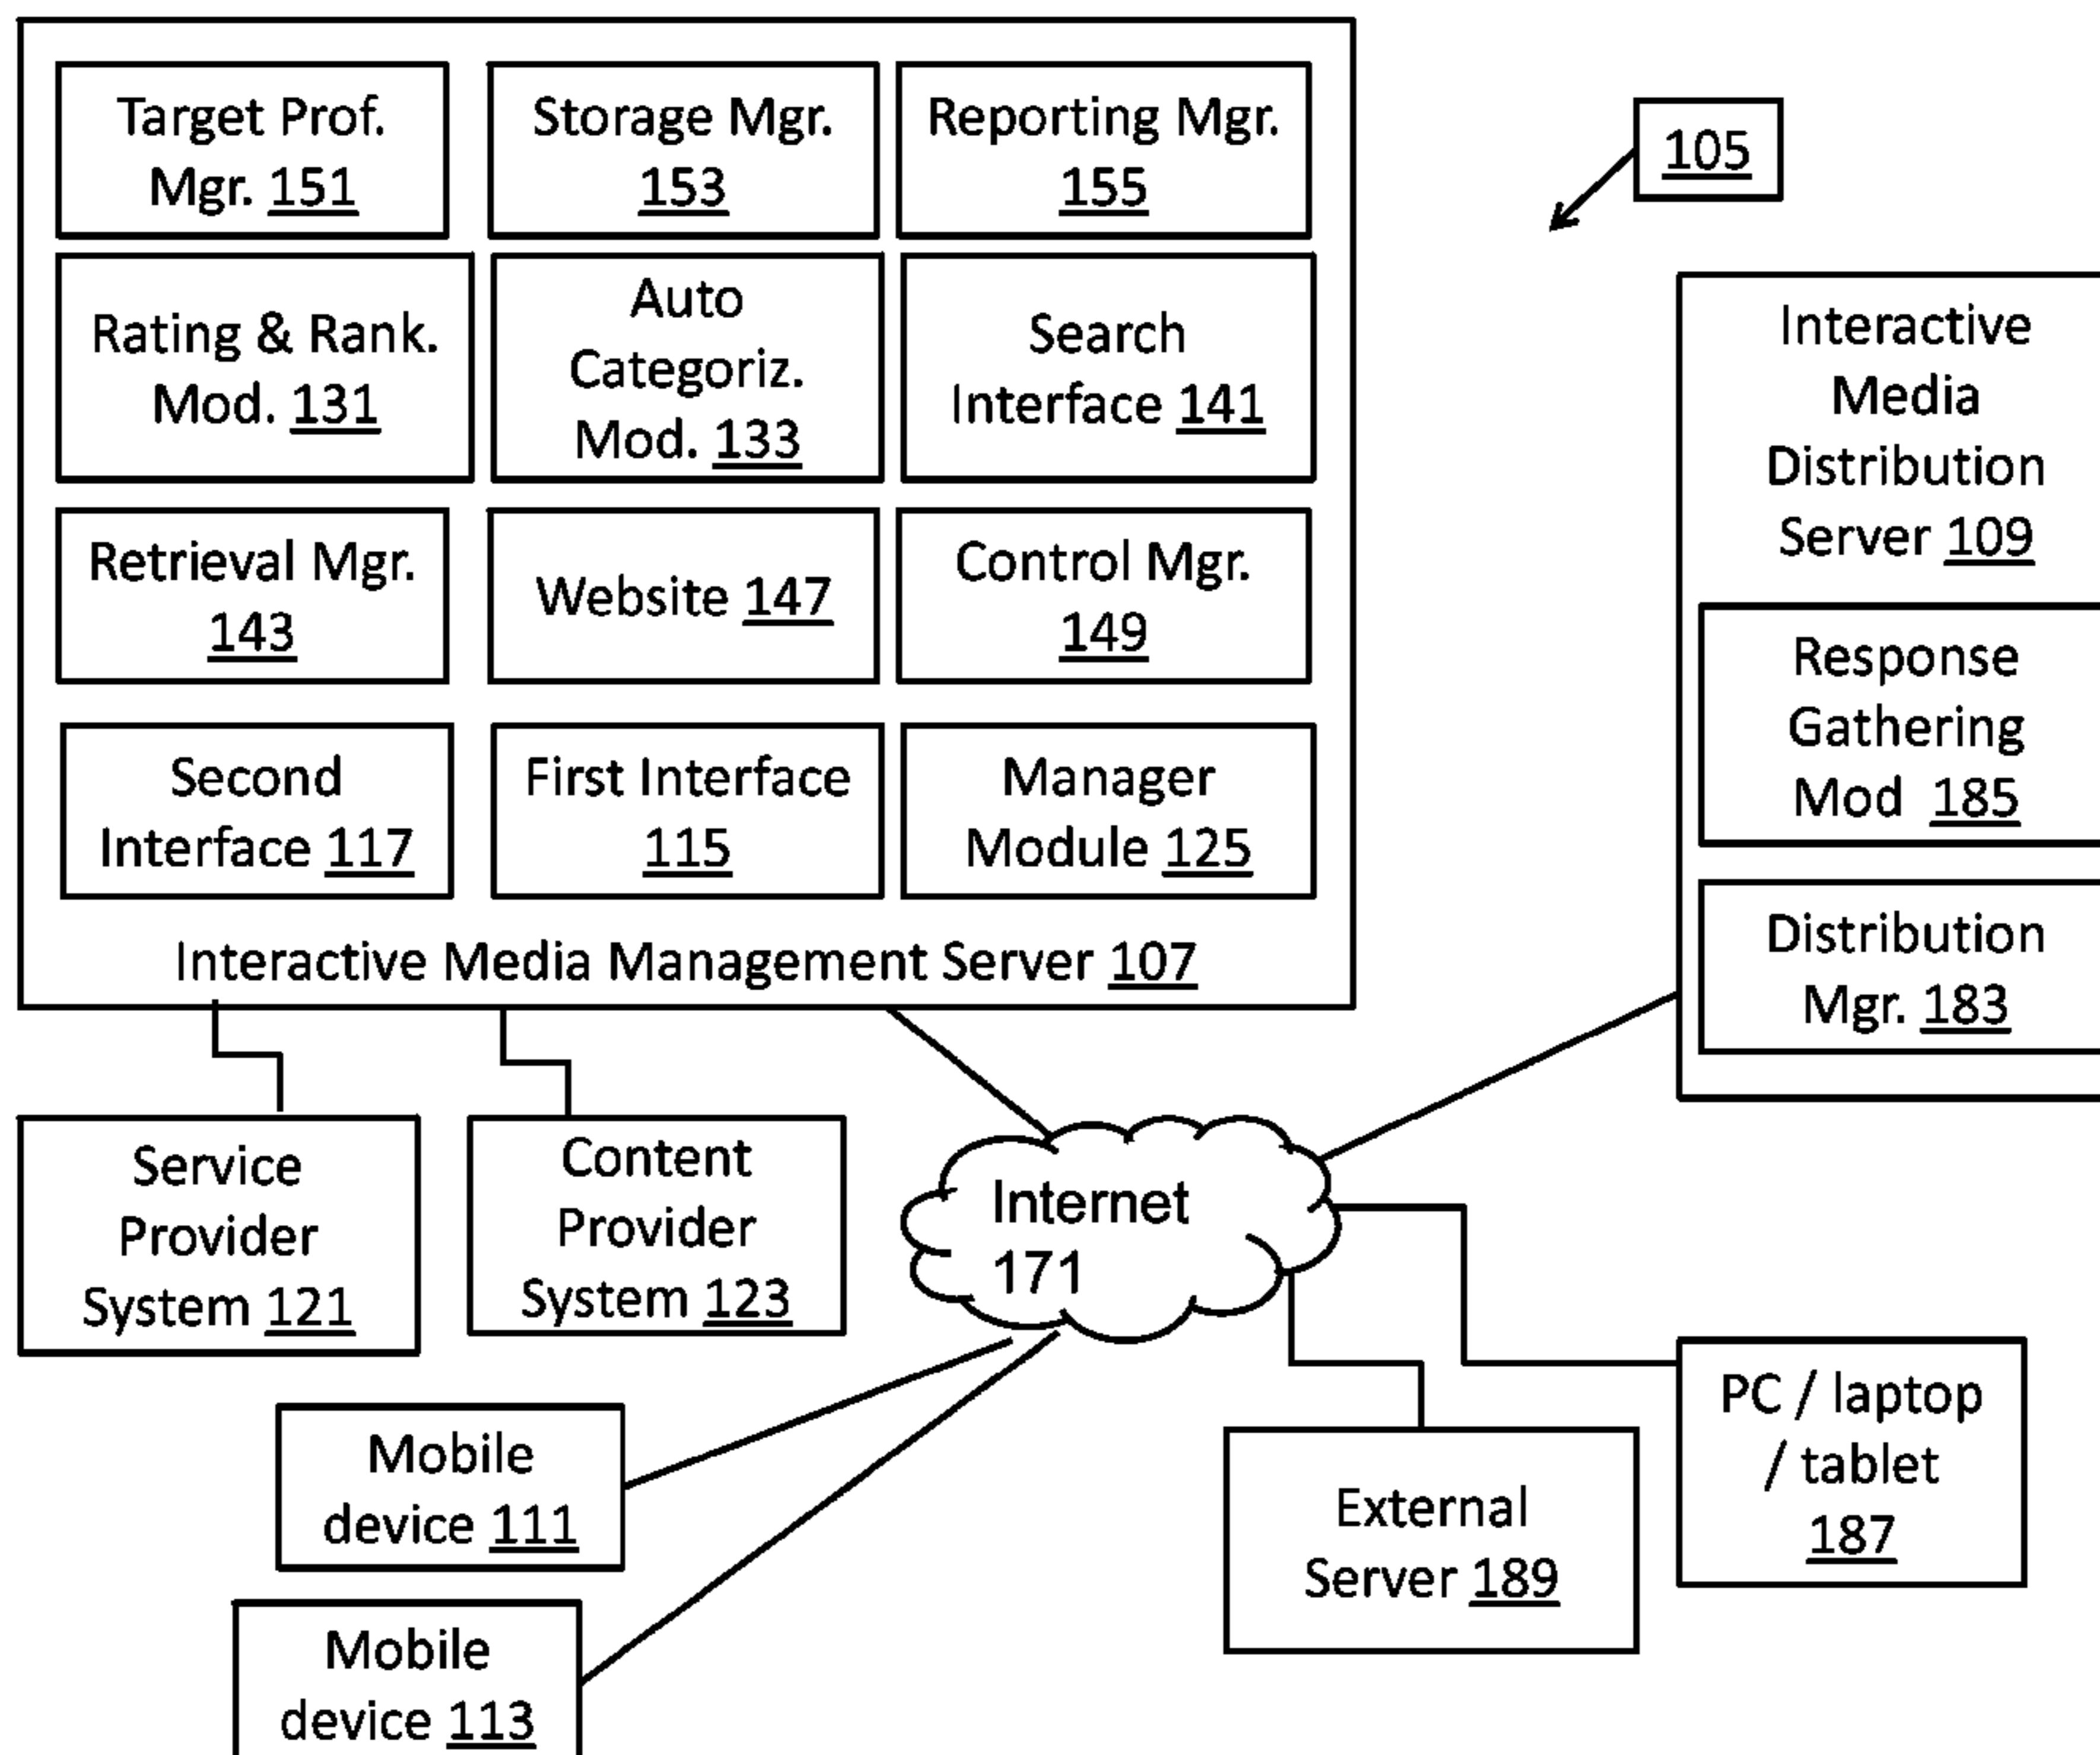 Target Prof.
Mgr. 151
Storage Mgr.
153
Reporting Mgr.
155
105
Rating & Rank.
Mod. 131
Auto
Categoriz.
Mod. 133
Search
Interface 141
Interactive
Media
Distribution
Server 109
Retrieval Mgr.
143
Website 147
Control Mgr.
149
Response
Gathering
Mod 185
Second
Interface 117
First Interface
115
Manager
Module 125
Distribution
Mgr. 183
Interactive Media Management Server 107
Service
Provider
System 121
Content
Provider
System 123
Internet
171
Mobile
device 111
Mobile
device 113
External
Server 189
PC / laptop
/ tablet
187